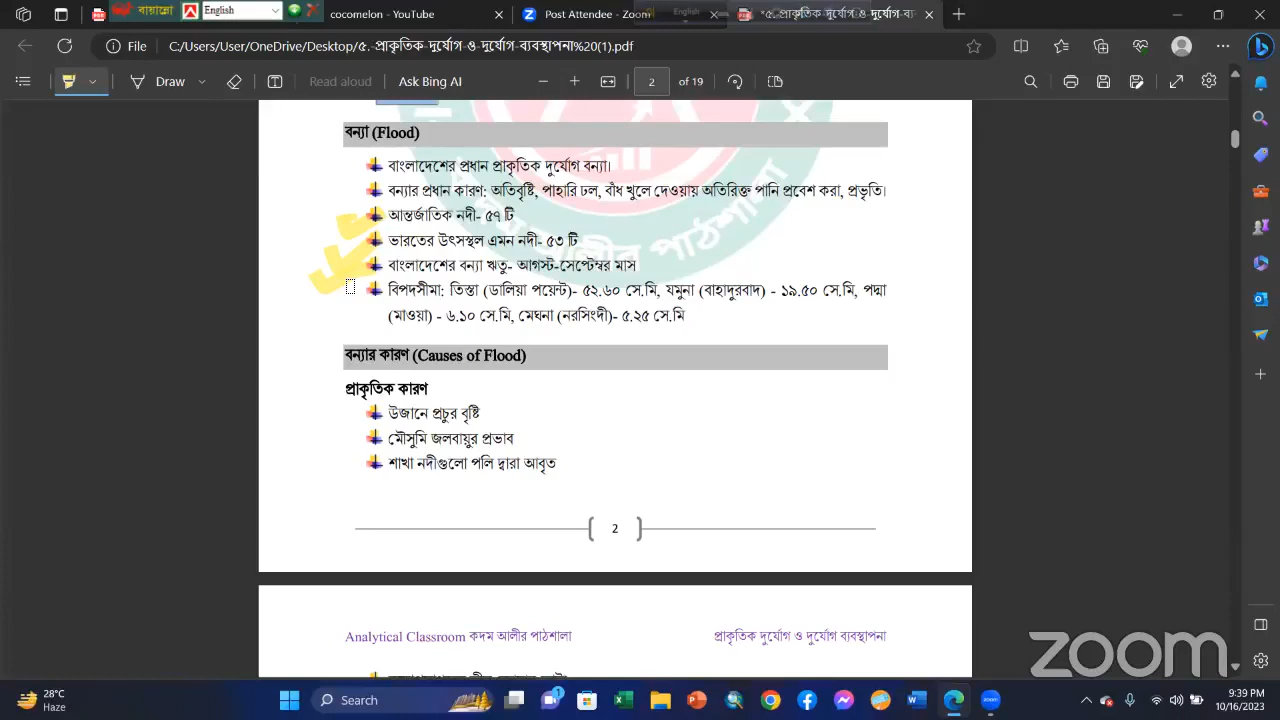 বায়ান্নো English cocomelon - YouTube Post Attendee - Zoom English ৫. প্রাকৃতিক দুর্যোগ ও দুর্যোগ-ব্য
File C:/Users/User/OneDrive/Desktop/৫.প্রাকৃতিক দুর্যোগ ও দুর্যোগ-ব্যবস্থাপনা%20(1).pdf
Draw Read aloud Ask Bing AI 2 of 19
বন্যা (Flood)
বাংলাদেশের প্রধান প্রাকৃতিক দুর্যোগ বন্যা।
বন্যার প্রধান কারণ: অতিবৃষ্টি, পাহারি ঢল, বাঁধ খুলে দেওয়ায় অতিরিক্ত পানি প্রবেশ করা, প্রভৃতি।
আন্তর্জাতিক নদী- ৫৭ টি
ভারতের উৎসস্থল এমন নদী- ৫৩ টি
বাংলাদেশের বন্যা ঋতু- আগস্ট-সেপ্টেম্বর মাস।
বিপদসীমা: তিস্তা (ডালিয়া পয়েন্ট)- ৫২.৬০ সে.মি, যমুনা (বাহাদুরবাদ) - ১৯.৫০ সে.মি, পদ্মা
(মাওয়া) - ৬.১০ সে.মি, মেঘনা (নরসিংদী)- ৫.২৫ সে.মি
বন্যার কারণ (Causes of Flood)
প্রাকৃতিক কারণ
উজানে প্রচুর বৃষ্টি
মৌসুমি জলবায়ুর প্রভাব
শাখা নদীগুলো পলি দ্বারা আবৃত
2
Analytical Classroom কদম আলীর পাঠশালা প্রাকৃতিক দুর্যোগ ও দুর্যোগ ব্যবস্থাপনা
zoom
28°C
Haze
Search
9:39 PM
10/16/2023